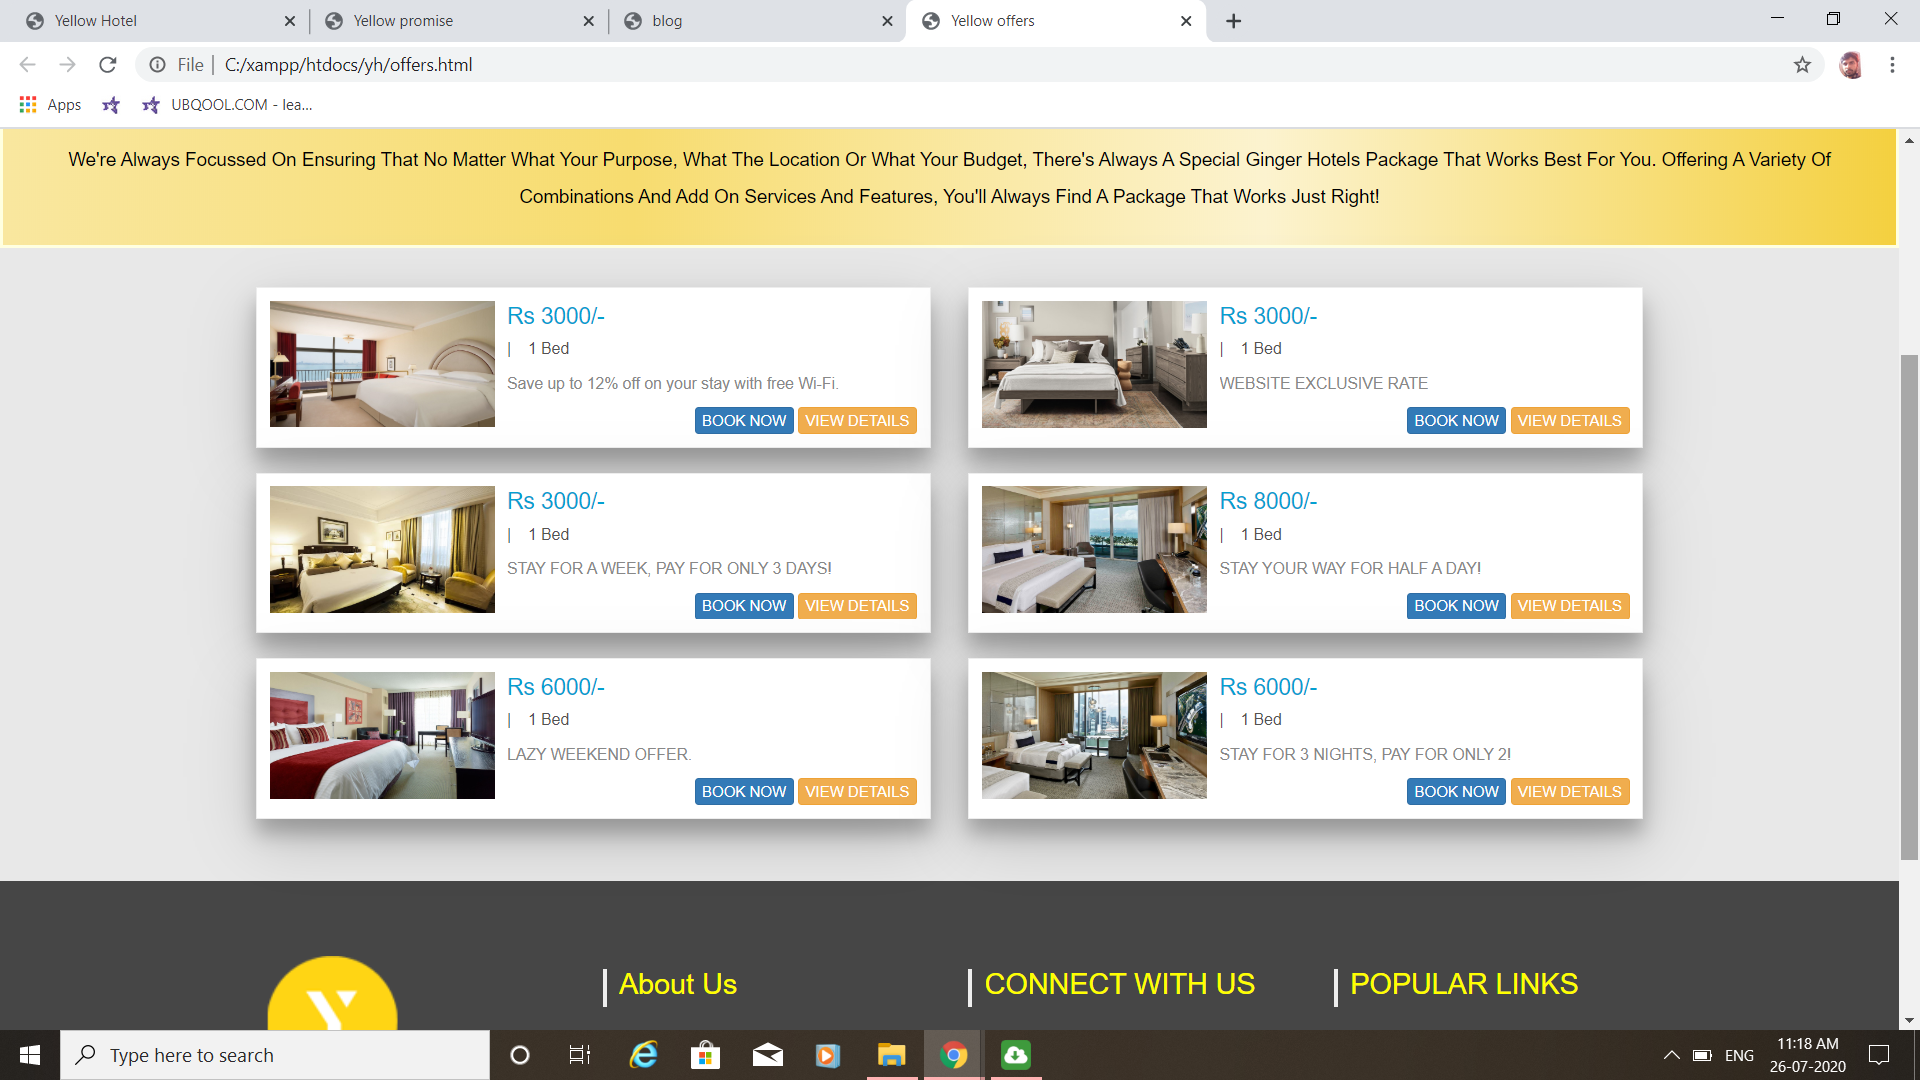 Yellow Hotel
Yellow promise
blog
Yellow offers
File | C:/xampp/htdocs/yh/offers.html
Apps
UBQOOL.COM - lea...
We're Always Focussed On Ensuring That No Matter What Your Purpose, What The Location Or What Your Budget, There's Always A Special Ginger Hotels Package That Works Best For You. Offering A Variety Of
Combinations And Add On Services And Features, You'll Always Find A Package That Works Just Right!
Rs 3000/-
| 1 Bed
Save up to 12% off on your stay with free Wi-Fi.
BOOK NOW VIEW DETAILS
Rs 3000/-
| 1 Bed
WEBSITE EXCLUSIVE RATE
BOOK NOW VIEW DETAILS
Rs 3000/-
| 1 Bed
STAY FOR A WEEK, PAY FOR ONLY 3 DAYS!
BOOK NOW VIEW DETAILS
Rs 8000/-
| 1 Bed
STAY YOUR WAY FOR HALF A DAY!
BOOK NOW VIEW DETAILS
Rs 6000/-
| 1 Bed
LAZY WEEKEND OFFER.
BOOK NOW VIEW DETAILS
Rs 6000/-
| 1 Bed
STAY FOR 3 NIGHTS, PAY FOR ONLY 2!
BOOK NOW VIEW DETAILS
Y
About Us
CONNECT WITH US
POPULAR LINKS
Type here to search
ENG
11:18 AM
26-07-2020